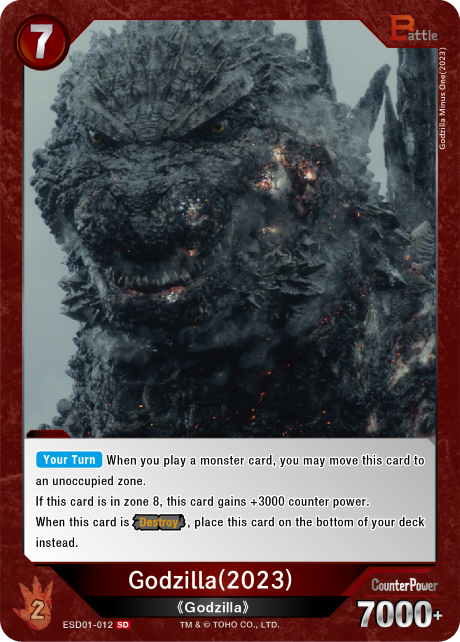 7
Battle
Godzilla Minus One(2023)
Your Turn When you play a monster card, you may move this card to
an unoccupied zone.
If this card is in zone 8, this card gains +3000 counter power.
When this card is Destroy, place this card on the bottom of your deck
instead.
Godzilla(2023)
CounterPower
2
《Godzilla》
7000+
ESD01-012 SD
TM & © TOHO CO., LTD.